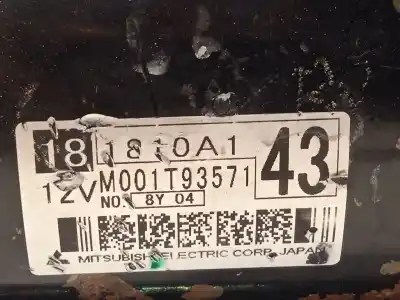 18 1810A1 43
12V M001T93571
NO. 8Y 04
MITSUBISHI ELECTRIC CORP. JAPAN